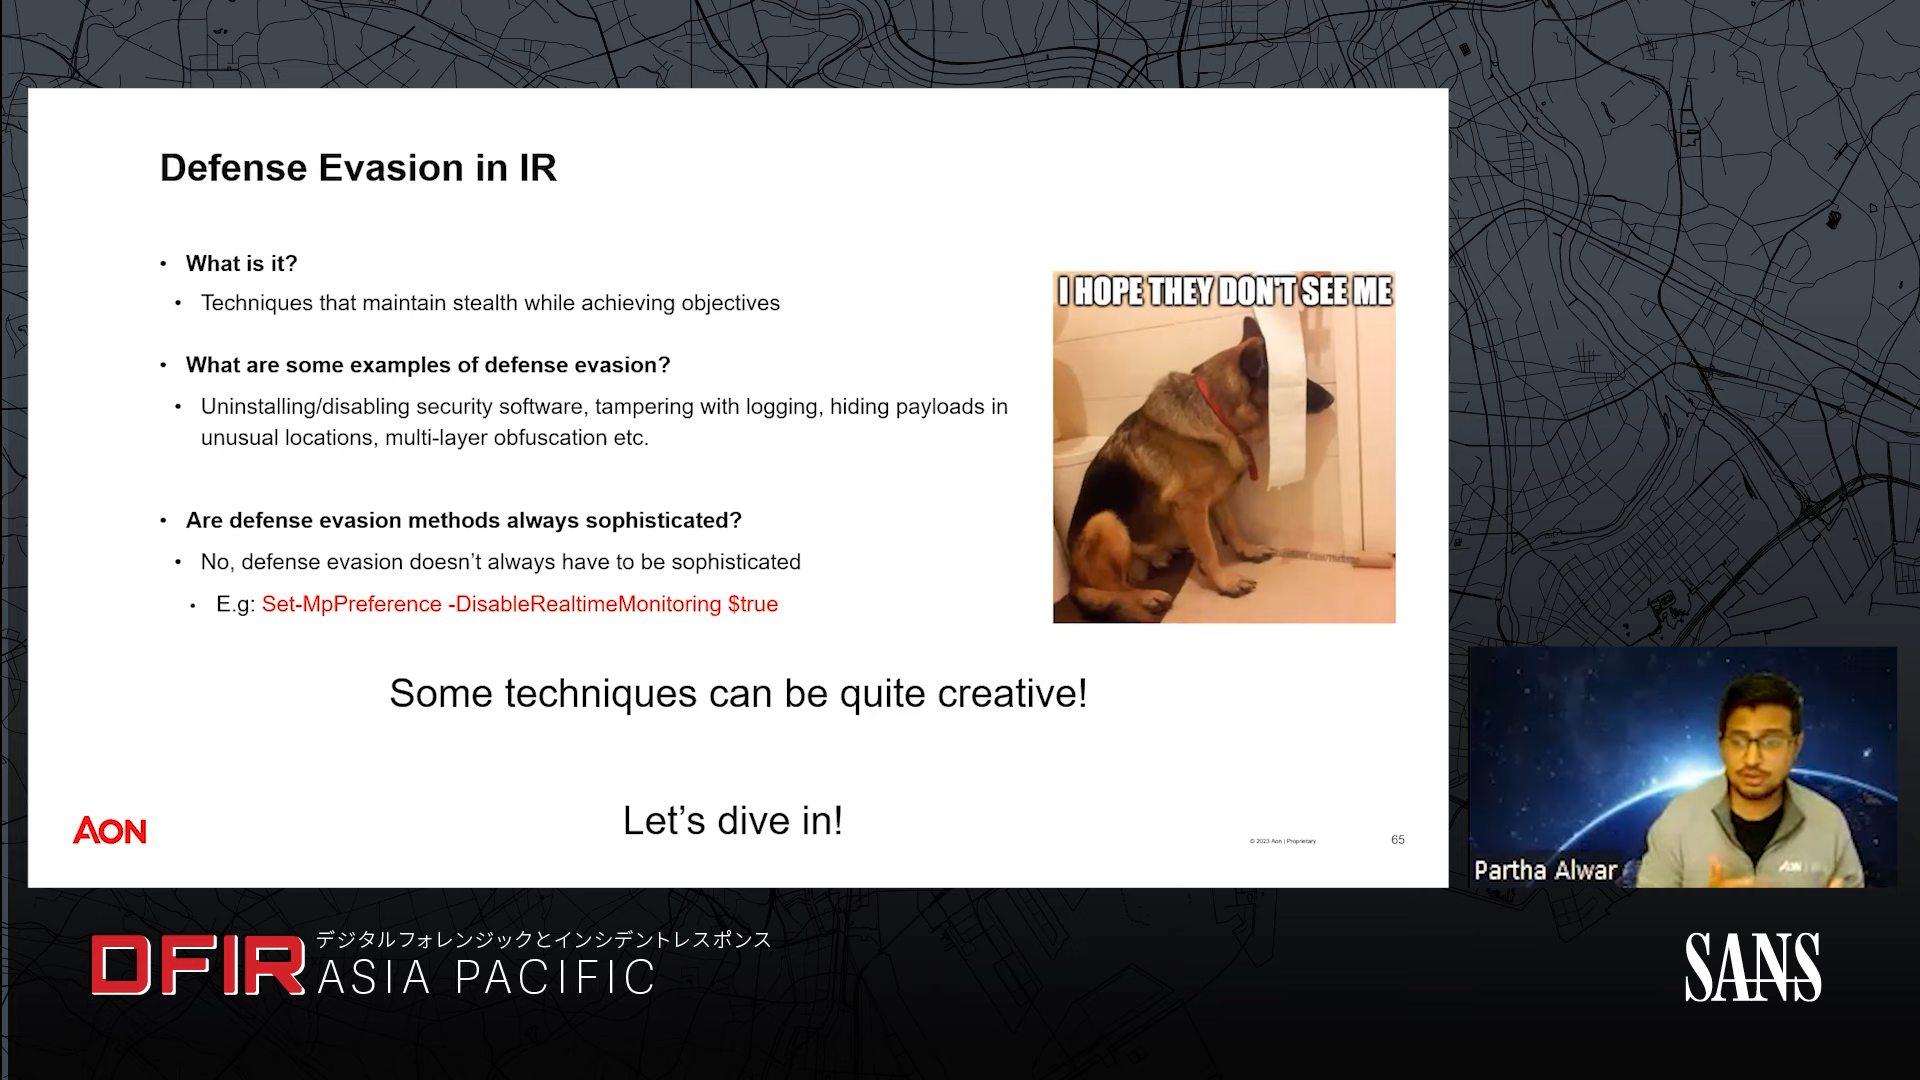 Defense Evasion in IR
• What is it?
• Techniques that maintain stealth while achieving objectives
• What are some examples of defense evasion?
• Uninstalling/disabling security software, tampering with logging, hiding payloads in
unusual locations, multi-layer obfuscation etc.
• Are defense evasion methods always sophisticated?
• No, defense evasion doesn’t always have to be sophisticated
• E.g: Set-MpPreference -DisableRealtimeMonitoring $true
I HOPE THEY DON'T SEE ME
Some techniques can be quite creative!
Let’s dive in!
AON
© 2023 Aon | Proprietary
65
AON
Partha Alwar
DFIR
デジタルフォレンジックとインシデントレスポンス
ASIA PACIFIC
SANS